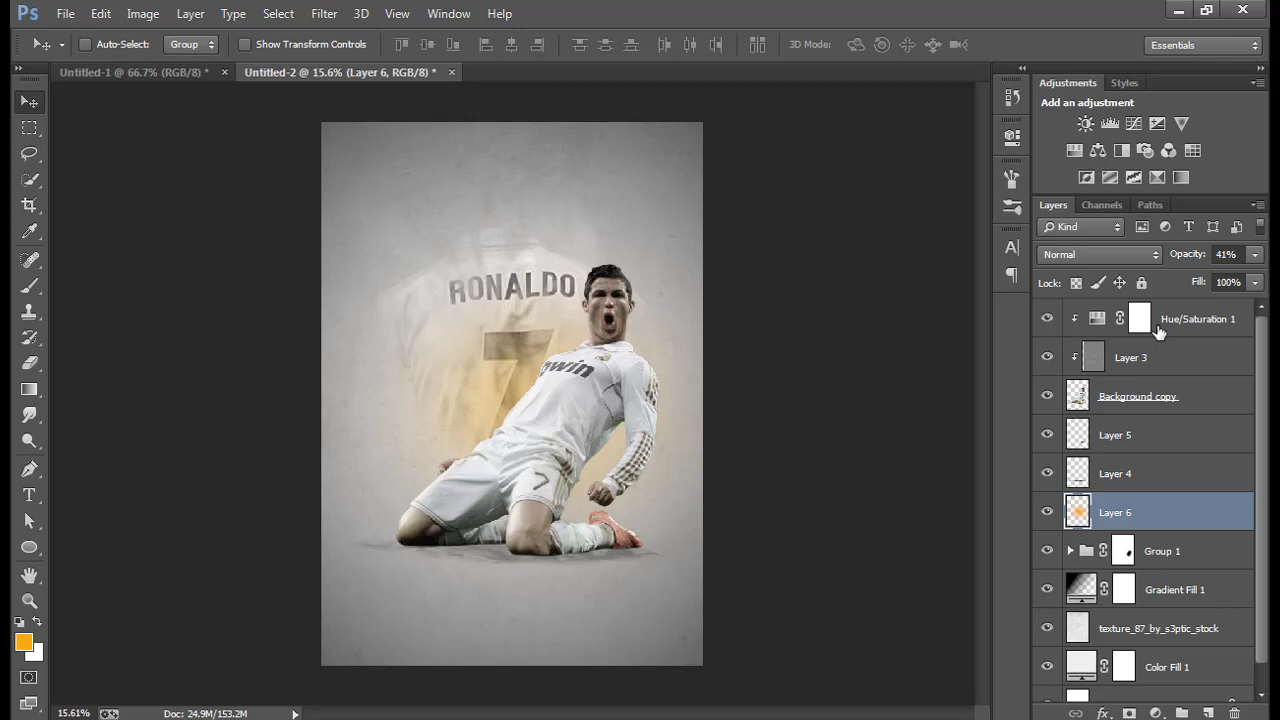 Ps File Edit Image Layer Type Select Filter 3D View Window Help
Auto-Select: Group Show Transform Controls 3D Mode: Essentials
Untitled-1 @ 66.7% (RGB/8) * × Untitled-2 @ 15.6% (Layer 6, RGB/8) * ×
Adjustments Styles
Add an adjustment
Layers Channels Paths
Kind
Normal Opacity: 41%
Lock: Fill: 100%
Hue/Saturation 1
Layer 3
Background copy
Layer 5
Layer 4
Layer 6
Group 1
Gradient Fill 1
texture_87_by_s3ptic_stock
Color Fill 1
RONALDO
7
win
7
15.61% Doc: 24.9M/153.2M